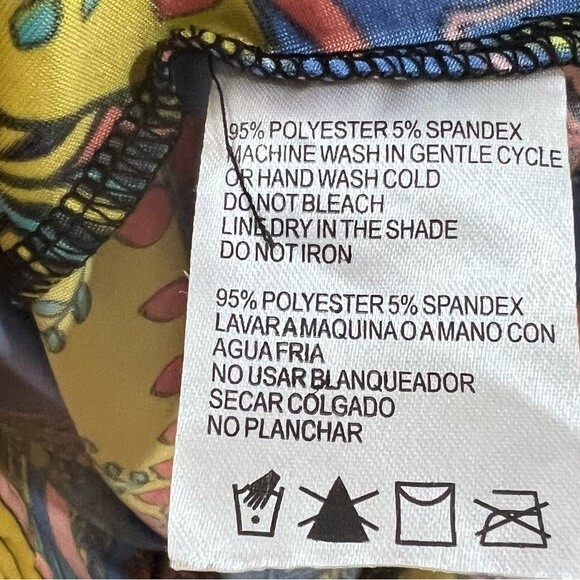 95% POLYESTER 5% SPANDEX
MACHINE WASH IN GENTLE CYCLE
OR HAND WASH COLD
DO NOT BLEACH
LINE DRY IN THE SHADE
DO NOT IRON
95% POLYESTER 5% SPANDEX
LAVAR A MAQUINA O A MANO CON
AGUA FRIA
NO USAR BLANQUEADOR
SECAR COLGADO
NO PLANCHAR